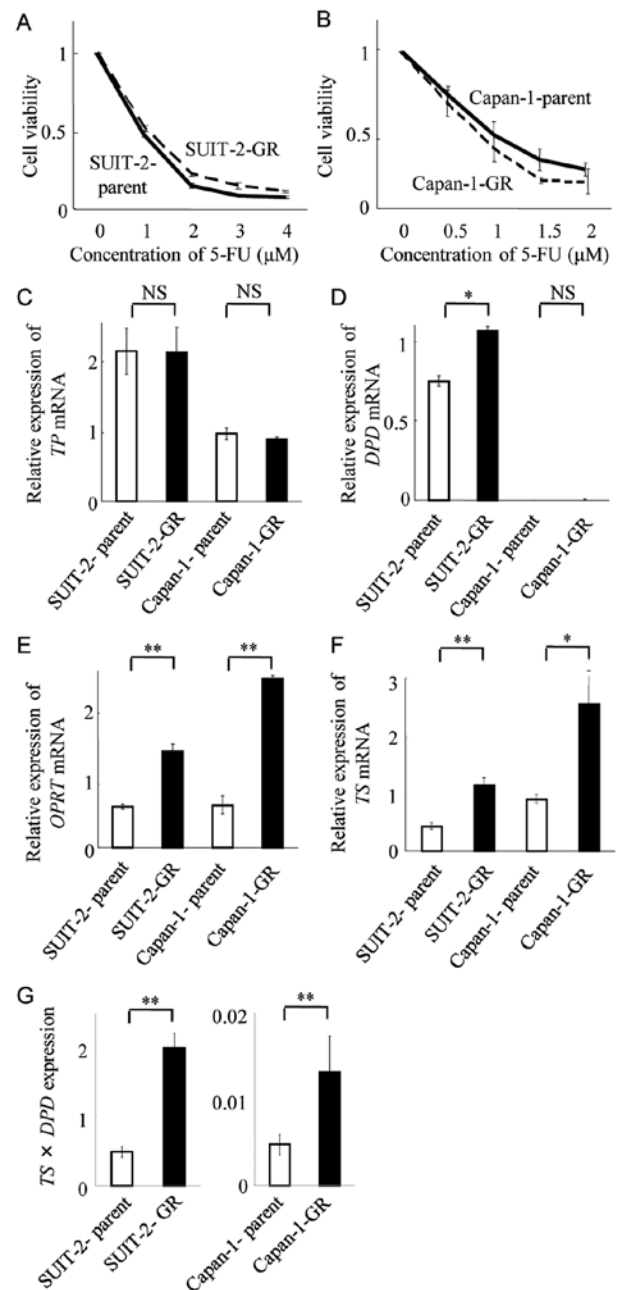 A
1
0.5
0
Cell viability
SUIT-2-GR
SUIT-2-
parent
0 1 2 3 4
Concentration of 5-FU (μM)
B
1
0.5
0
Cell viability
Capan-1-parent
Capan-1-GR
0 0.5 1 1.5 2
Concentration of 5-FU (μM)
C
NS NS
Relative expression of
TP mRNA
2
1
0
SUIT-2- parent
SUIT-2-GR
Capan-1- parent
Capan-1-GR
D
* NS
Relative expression of
DPD mRNA
1
0.5
0
SUIT-2- parent
SUIT-2-GR
Capan-1- parent
Capan-1-GR
E
** **
Relative expression of
OPRT mRNA
2
1
0
SUIT-2- parent
SUIT-2-GR
Capan-1- parent
Capan-1-GR
F
** *
Relative expression of
TS mRNA
3
2
1
0
SUIT-2- parent
SUIT-2-GR
Capan-1- parent
Capan-1-GR
G
**
TS × DPD expression
2
1
0
SUIT-2- parent
SUIT-2- GR
**
0.02
0.01
0
Capan-1- parent
Capan-1-GR